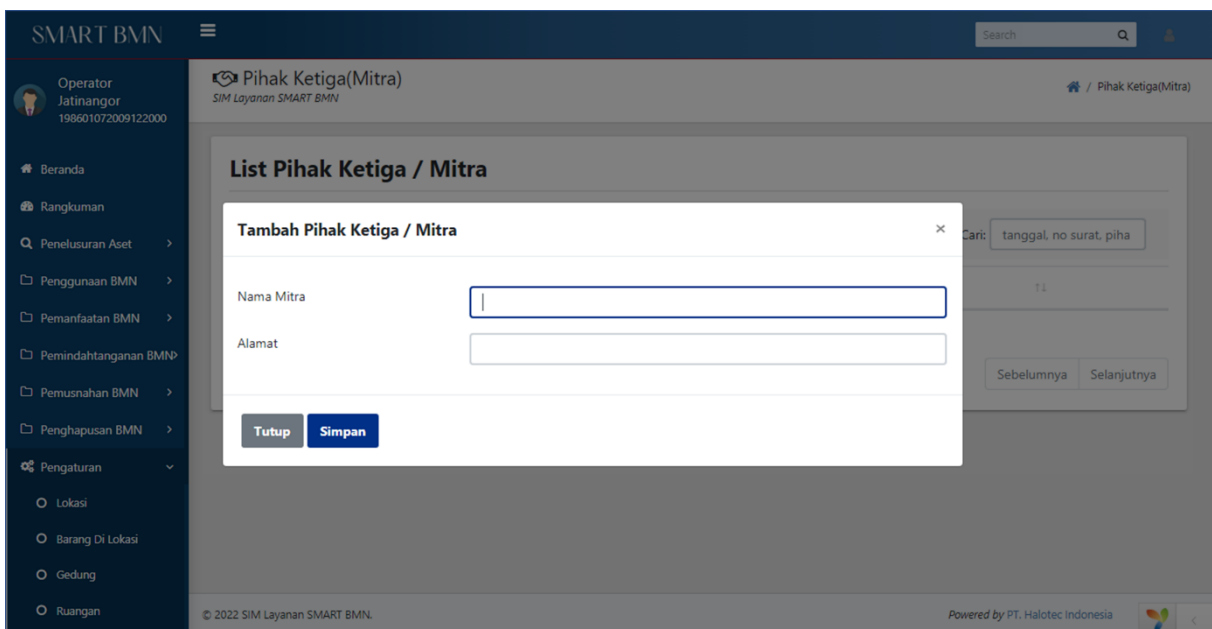 SMART BMN
Search
Operator
Jatinangor
198601072009122000
Pihak Ketiga(Mitra)
SIM Layanan SMART BMN
/ Pihak Ketiga(Mitra)
Beranda
Rangkuman
Penelusuran Aset
Penggunaan BMN
Pemanfaatan BMN
Pemindahtanganan BMN
Pemusnahan BMN
Penghapusan BMN
Pengaturan
Lokasi
Barang Di Lokasi
Gedung
Ruangan
List Pihak Ketiga / Mitra
Cari: tanggal, no surat, piha
Tambah Pihak Ketiga / Mitra ×
Nama Mitra
Alamat
Tutup Simpan
Sebelumnya Selanjutnya
© 2022 SIM Layanan SMART BMN.
Powered by PT. Halotec Indonesia